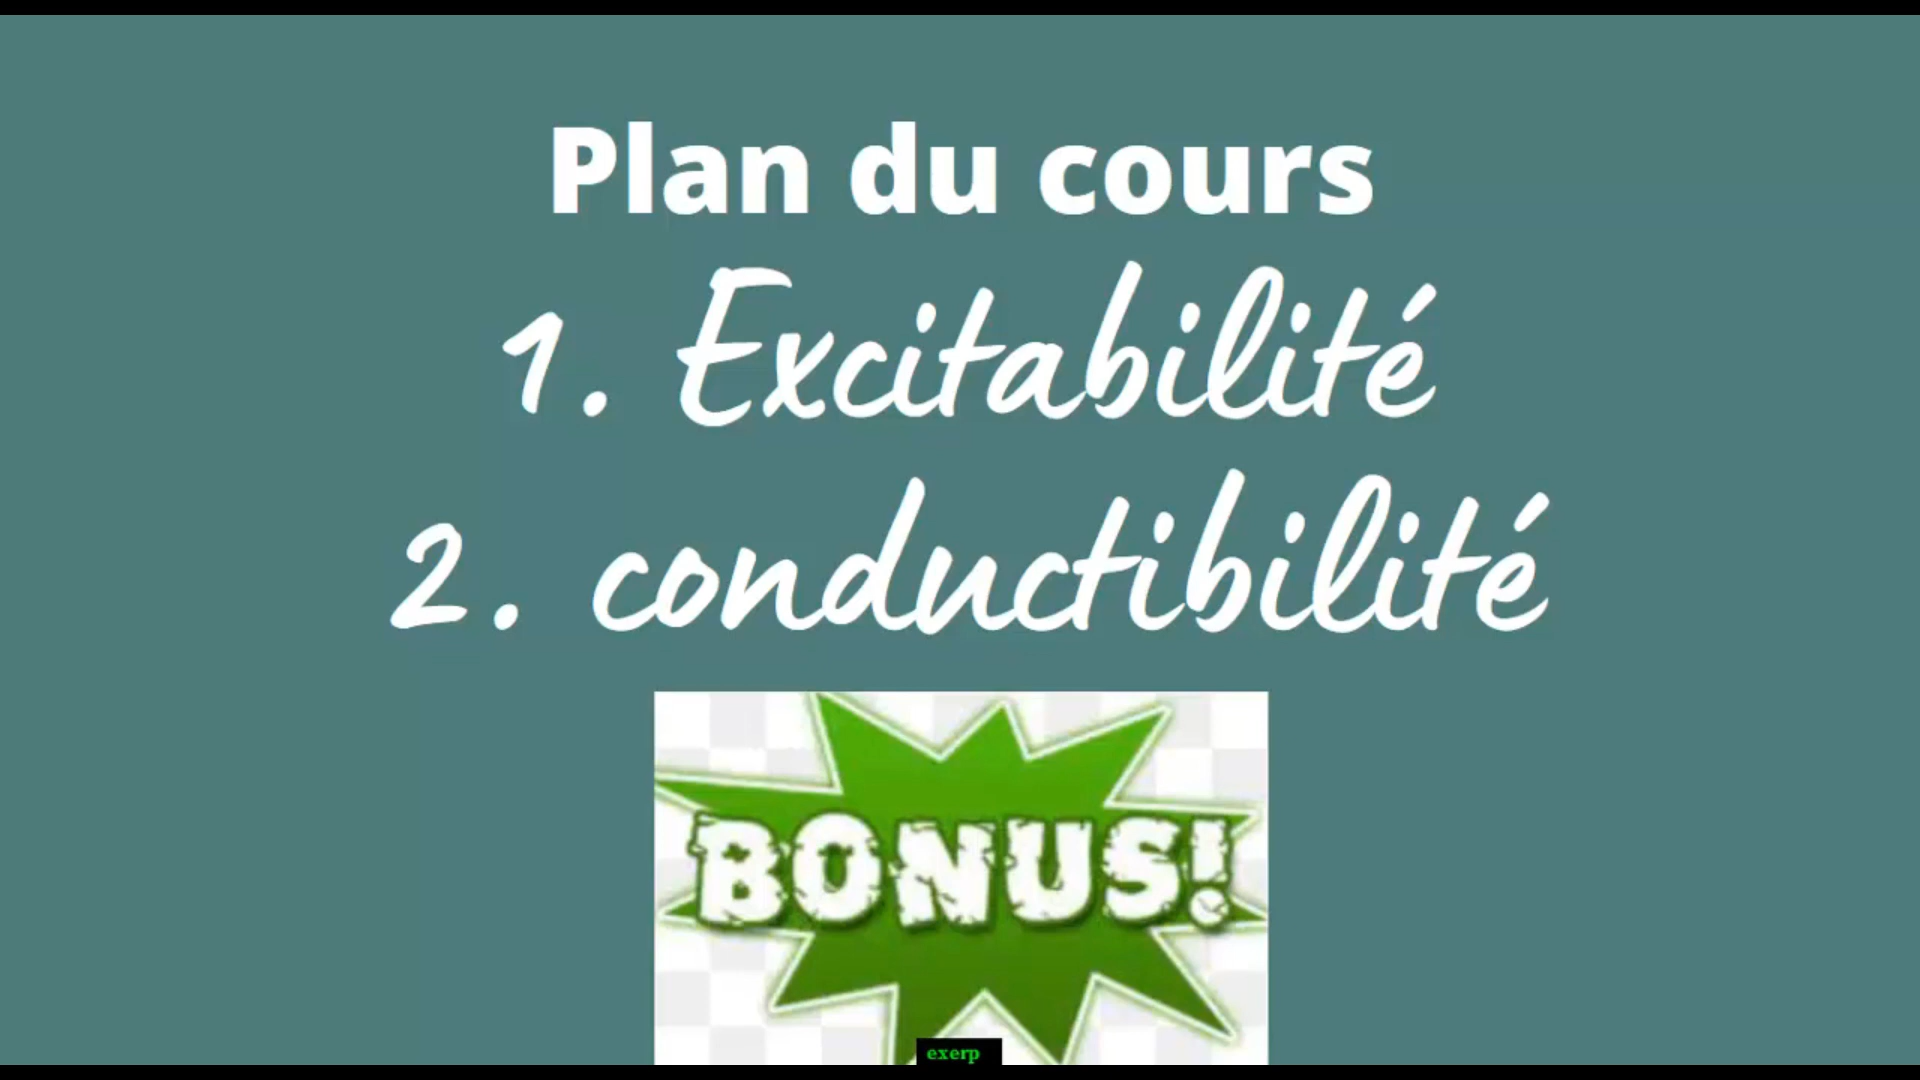 Plan du cours
1. Excitabilité
2. conductibilité
BONUS!
exerp